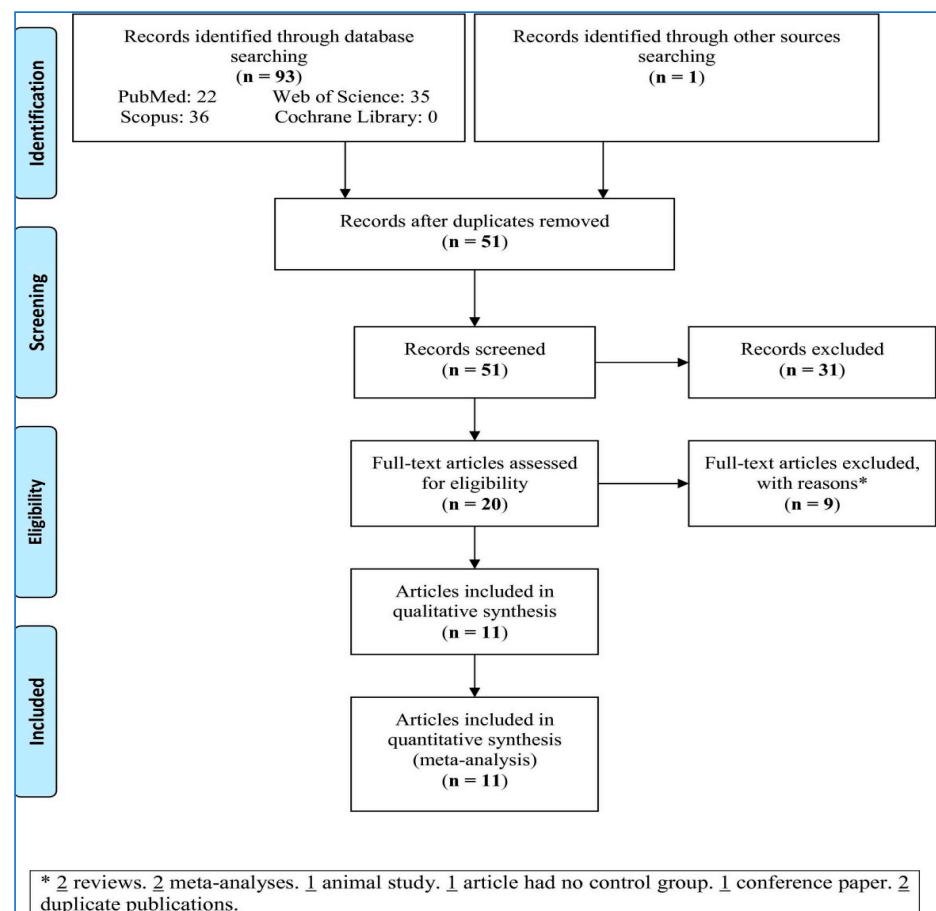 Identification
Records identified through database
searching
(n = 93)
PubMed: 22 Web of Science: 35
Scopus: 36 Cochrane Library: 0
Records identified through other sources
searching
(n = 1)
Records after duplicates removed
(n = 51)
Screening
Records screened
(n = 51)
Records excluded
(n = 31)
Eligibility
Full-text articles assessed
for eligibility
(n = 20)
Full-text articles excluded,
with reasons*
(n = 9)
Articles included in
qualitative synthesis
(n = 11)
Included
Articles included in
quantitative synthesis
(meta-analysis)
(n = 11)
* 2 reviews. 2 meta-analyses. 1 animal study. 1 article had no control group. 1 conference paper. 2
duplicate publications.